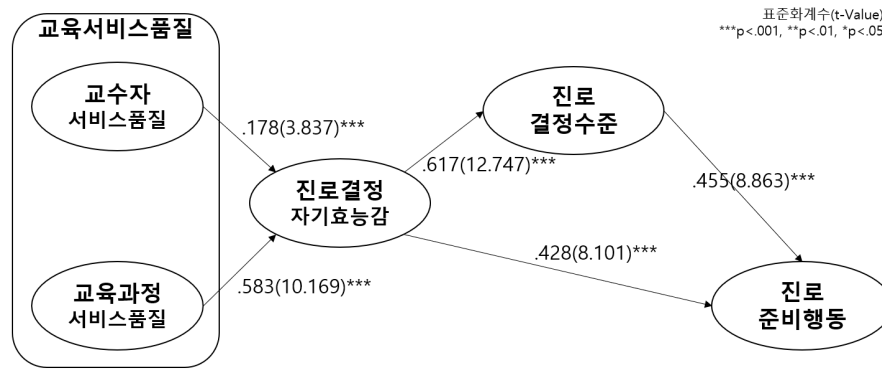 표준화계수(t-Value)
***p<.001, **p<.01, *p<.05
교육서비스품질
교수자
서비스품질
.178(3.837)***
진로
결정수준
.617(12.747)***
진로결정
자기효능감
.455(8.863)***
.428(8.101)***
.583(10.169)***
교육과정
서비스품질
진로
준비행동